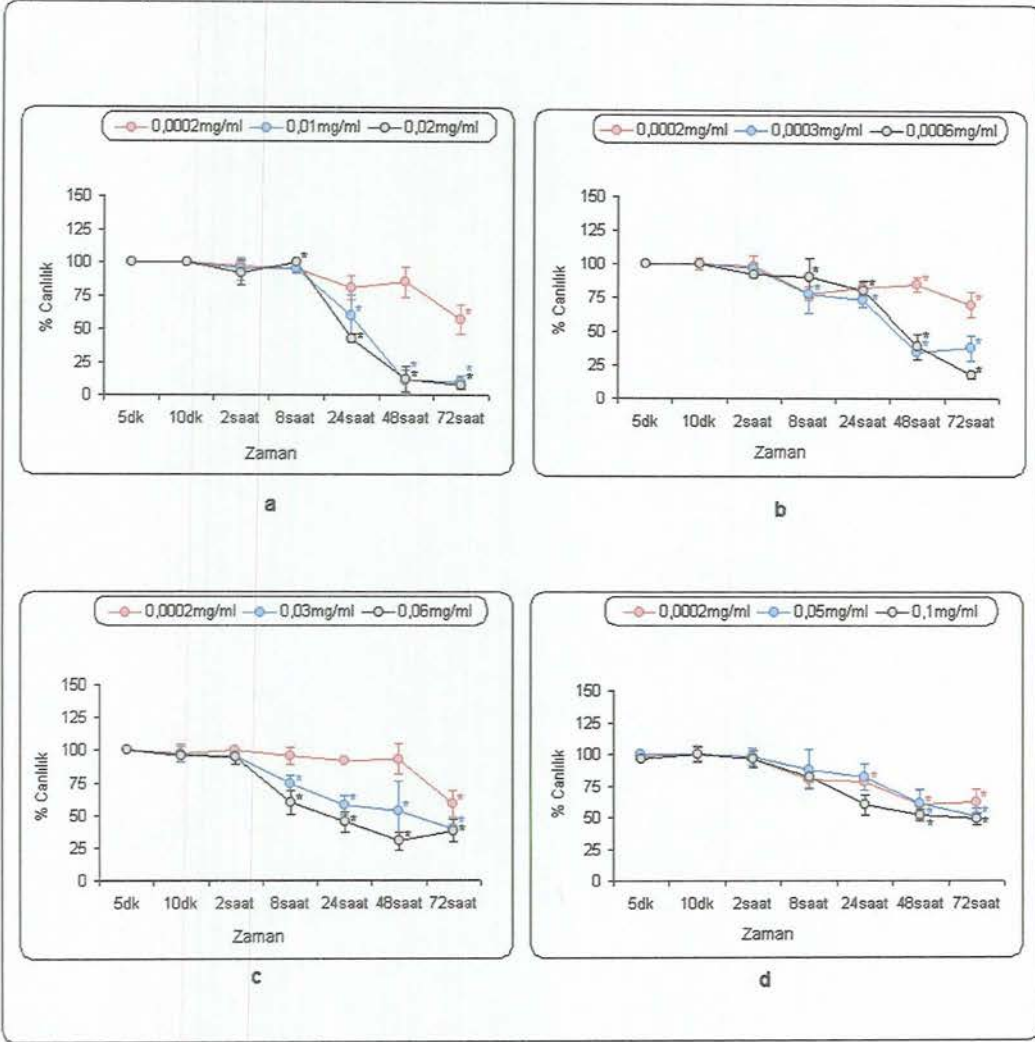 0,0002mg/ml 0,01mg/ml 0,02mg/ml
150
125
100
75
50
25
0
% Canlılık
* * * * * * *
5dk 10dk 2saat 8saat 24saat 48saat 72saat
Zaman
a
0,0002mg/ml 0,0003mg/ml 0,0006mg/ml
150
125
100
75
50
25
0
% Canlılık
* * * * * * * * * * *
5dk 10dk 2saat 8saat 24saat 48saat 72saat
Zaman
b
0,0002mg/ml 0,03mg/ml 0,06mg/ml
150
125
100
75
50
25
0
% Canlılık
* * * * * * * *
5dk 10dk 2saat 8saat 24saat 48saat 72saat
Zaman
c
0,0002mg/ml 0,05mg/ml 0,1mg/ml
150
125
100
75
50
25
0
% Canlılık
* * * * * * *
5dk 10dk 2saat 8saat 24saat 48saat 72saat
Zaman
d